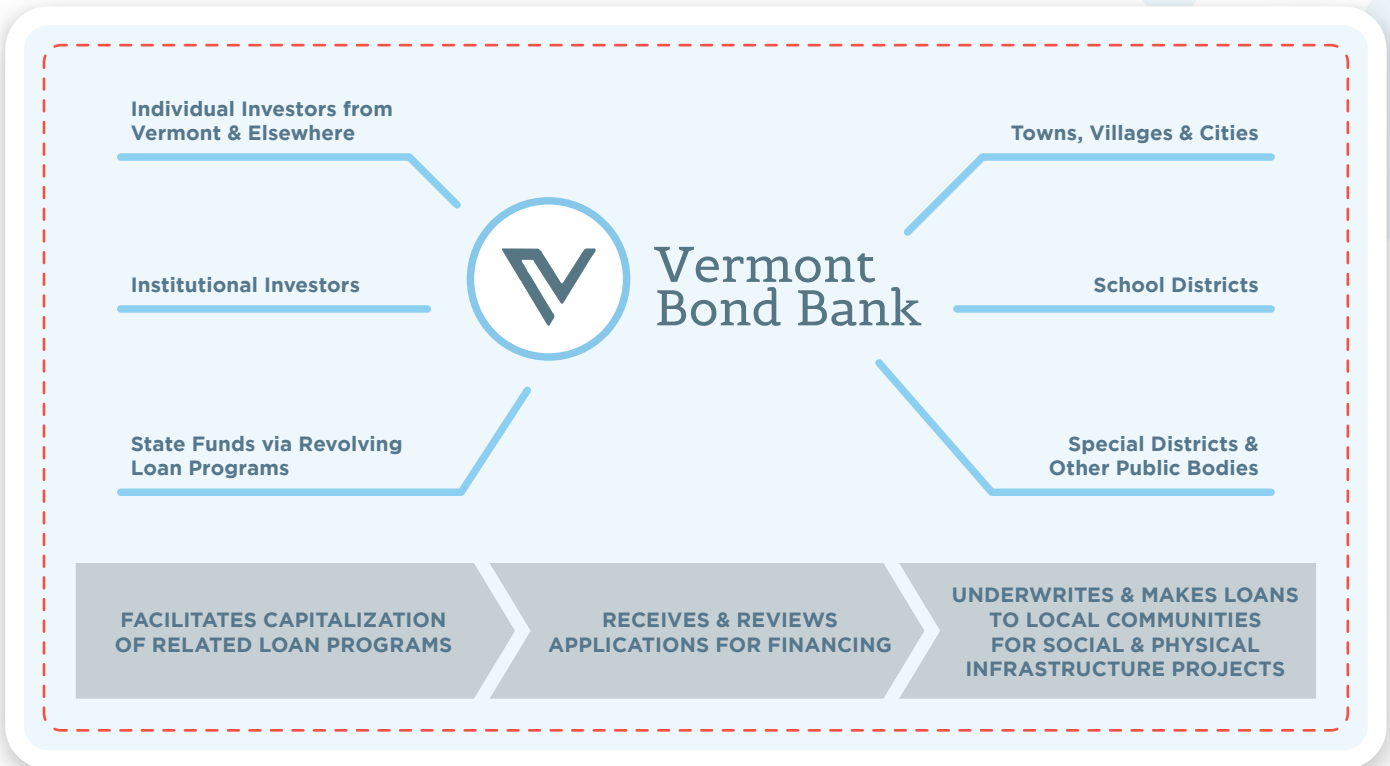 Individual Investors from
Vermont & Elsewhere
Institutional Investors
State Funds via Revolving
Loan Programs
Vermont
Bond Bank
Towns, Villages & Cities
School Districts
Special Districts &
Other Public Bodies
FACILITATES CAPITALIZATION
OF RELATED LOAN PROGRAMS
RECEIVES & REVIEWS
APPLICATIONS FOR FINANCING
UNDERWRITES & MAKES LOANS
TO LOCAL COMMUNITIES
FOR SOCIAL & PHYSICAL
INFRASTRUCTURE PROJECTS